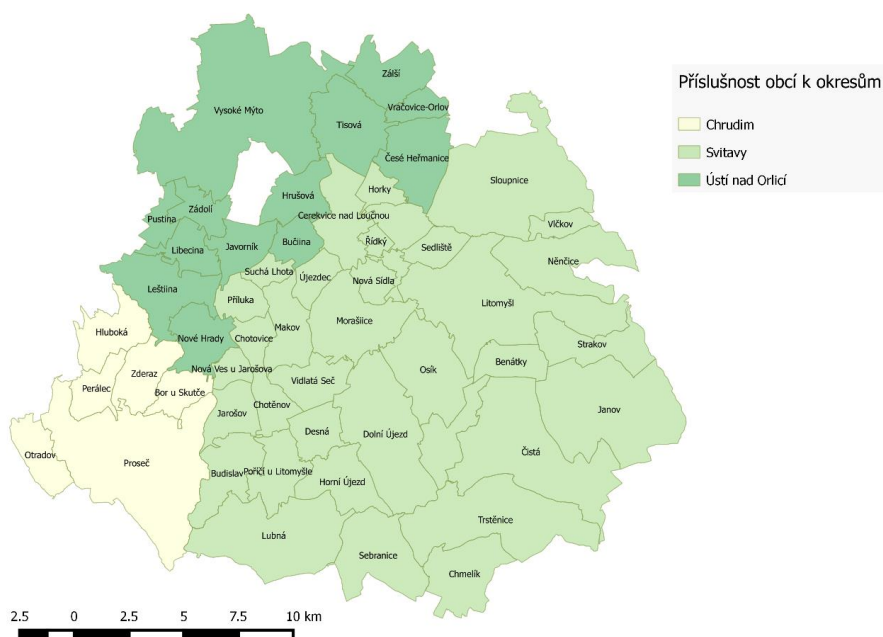 Příslušnost obcí k okresům
Chrudim
Svitavy
Ústí nad Orlicí
Zálší
Vysoké Mýto
Vračovice-Orlov
Tisová
Česé Heřmanice
Sloupnice
Horky
Hrušová
Zádolí
Pustina
Cerekvice nad Loučnou
Vlčkov
Bučiina
Řídký
Sedliště
Libecina
Javorník
Němčice
Suchá Lhota
Újezdec
Nová Sídla
Leštiina
Příluka
Litomyšl
Morašiice
Hluboká
Makov
Nové Hrady
Chotovice
Strakov
Benátky
Nová Ves u Jarošova
Osík
Zderaz
Vidlatá Seč
Perálec
Bor u Skutče
Chotěnov
Jarošov
Janov
Desná
Dolní Újezd
Čistá
Otradov
Proseč
Budislav
Poříčí u Litomyšle
Horní Újezd
Trstěnice
Lubná
Sebranice
Chmelík
2.5 0 2.5 5 7.5 10 km